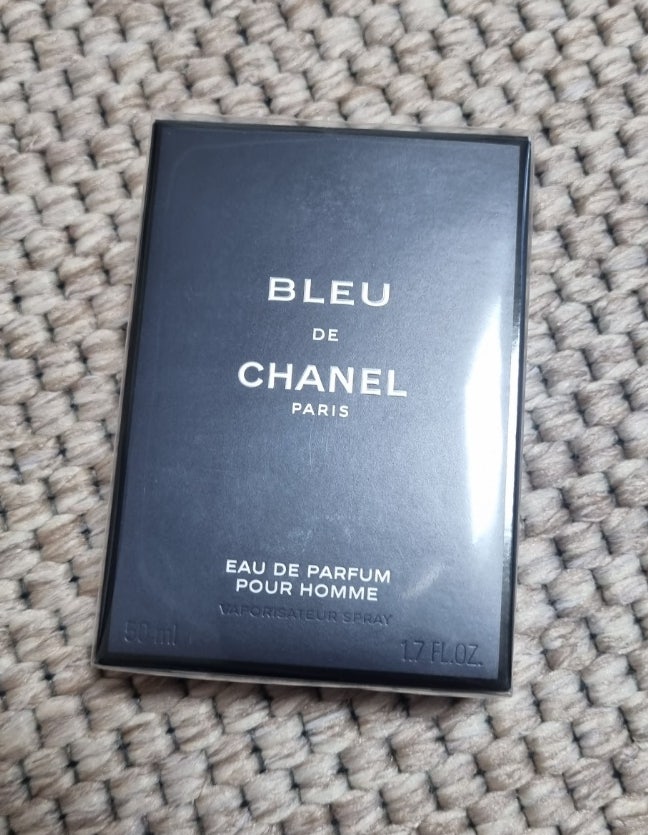 BLEU
DE
CHANEL
PARIS
EAU DE PARFUM
POUR HOMME
VAPORISATEUR SPRAY
50 ml 1.7 FL.OZ.